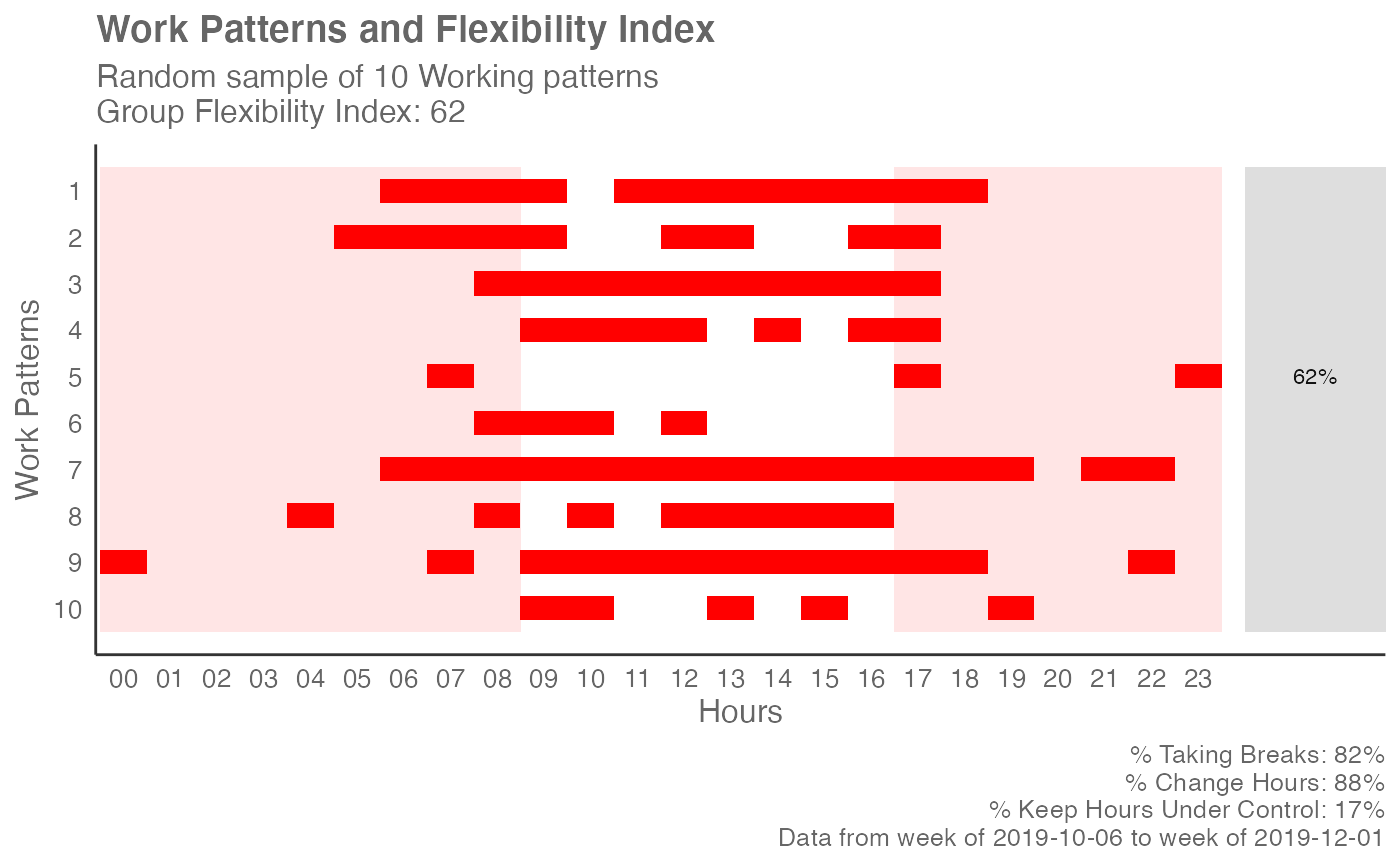 Work Patterns and Flexibility Index
Random sample of 10 Working patterns
Group Flexibility Index: 62
Work Patterns
1
2
3
4
5
62%
6
7
8
9
10
00 01 02 03 04 05 06 07 08 09 10 11 12 13 14 15 16 17 18 19 20 21 22 23
Hours
% Taking Breaks: 82%
% Change Hours: 88%
% Keep Hours Under Control: 17%
Data from week of 2019-10-06 to week of 2019-12-01